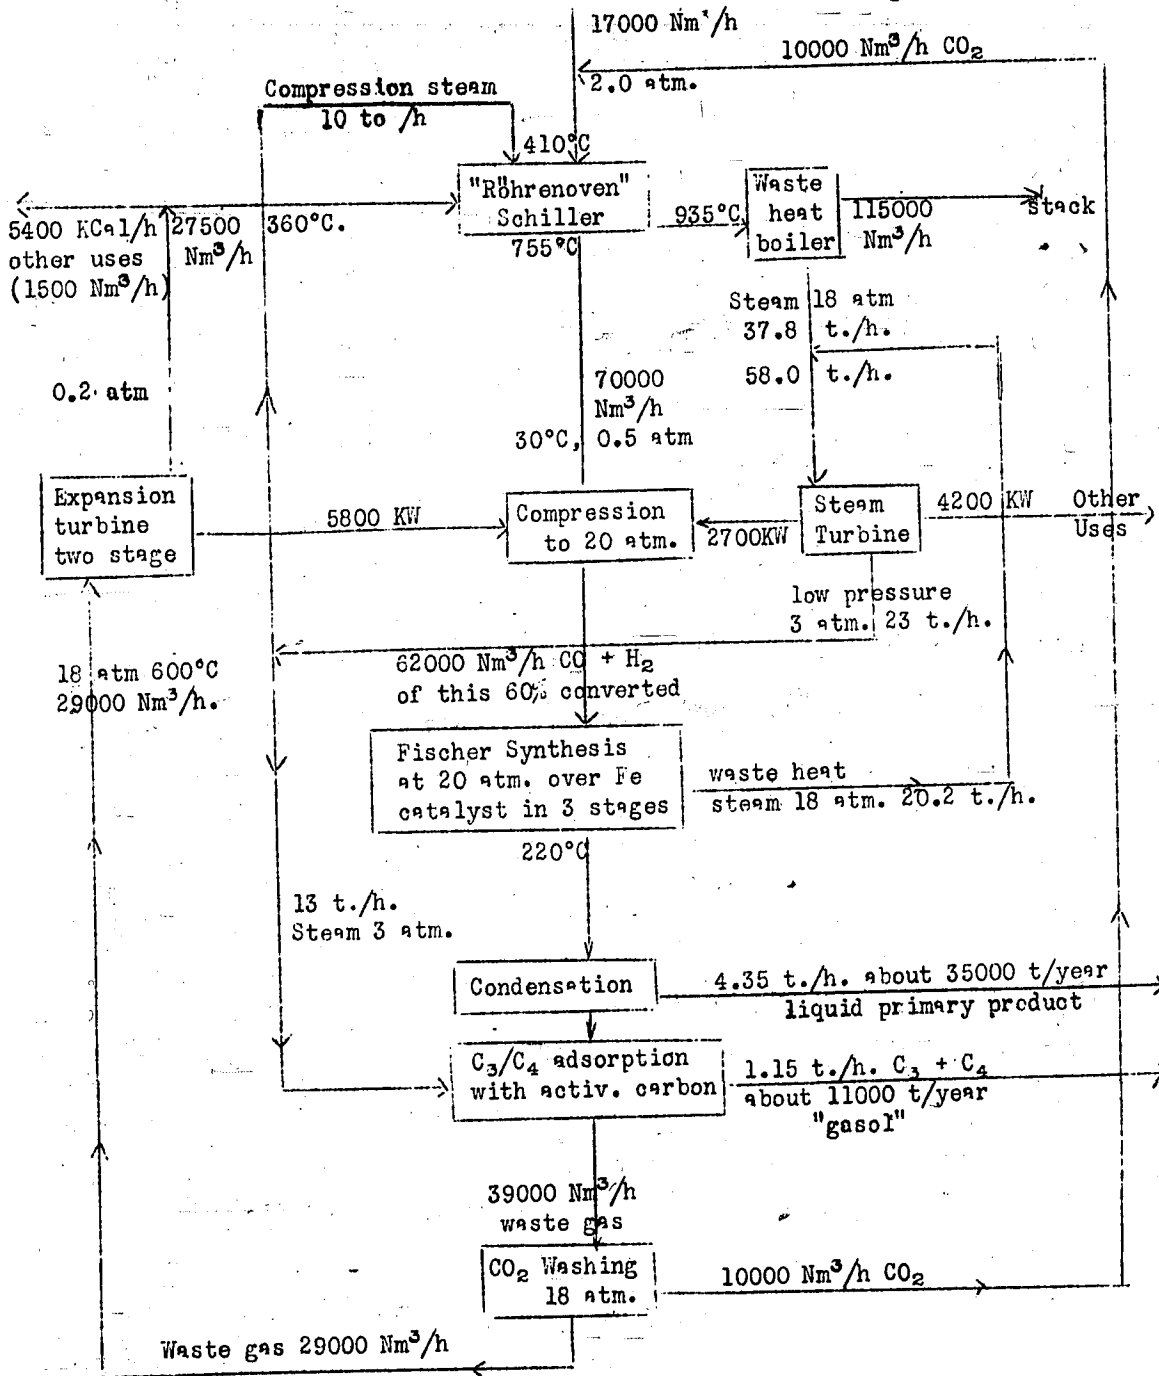 17000 Nm³/h
10000 Nm³/h CO₂
2.0 atm.
Compression steam
10 to /h
410°C
"Röhrenoven"
Schiller
755°C
Waste
heat
boiler
935°C
115000
Nm³/h
stack
5400 KCal/h
other uses
(1500 Nm³/h)
27500
Nm³/h
360°C.
Steam 18 atm
37.8 t./h.
58.0 t./h.
0.2 atm
70000
Nm³/h
30°C, 0.5 atm
Expansion
turbine
two stage
5800 KW
Compression
to 20 atm.
2700KW
Steam
Turbine
4200 KW
Other
Uses
low pressure
3 atm. 23 t./h.
18 atm 600°C
29000 Nm³/h.
62000 Nm³/h CO + H₂
of this 60% converted
Fischer Synthesis
at 20 atm. over Fe
catalyst in 3 stages
waste heat
steam 18 atm. 20.2 t./h.
220°C
13 t./h.
Steam 3 atm.
Condensation
4.35 t./h. about 35000 t/year
liquid primary product
C₃/C₄ adsorption
with activ. carbon
1.15 t./h. C₃ + C₄
about 11000 t/year
"gasol"
39000 Nm³/h
waste gas
CO₂ Washing
18 atm.
10000 Nm³/h CO₂
Waste gas 29000 Nm³/h